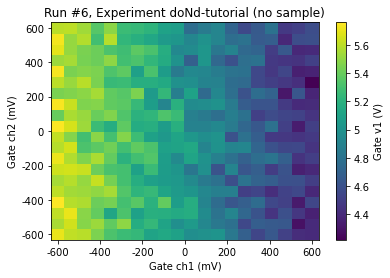 Run #6, Experiment doNd-tutorial (no sample)
600
400
200
0
-200
-400
-600
Gate ch2 (mV)
-600 -400 -200 0 200 400 600
Gate ch1 (mV)
5.6
5.4
5.2
5
4.8
4.6
4.4
Gate v1 (V)